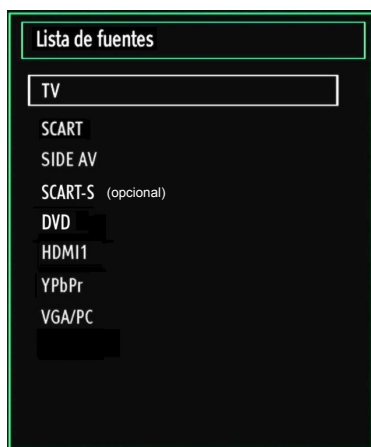 Lista de fuentes
TV
SCART
SIDE AV
SCART-S (opcional)
DVD
HDMI1
YPbPr
VGA/PC